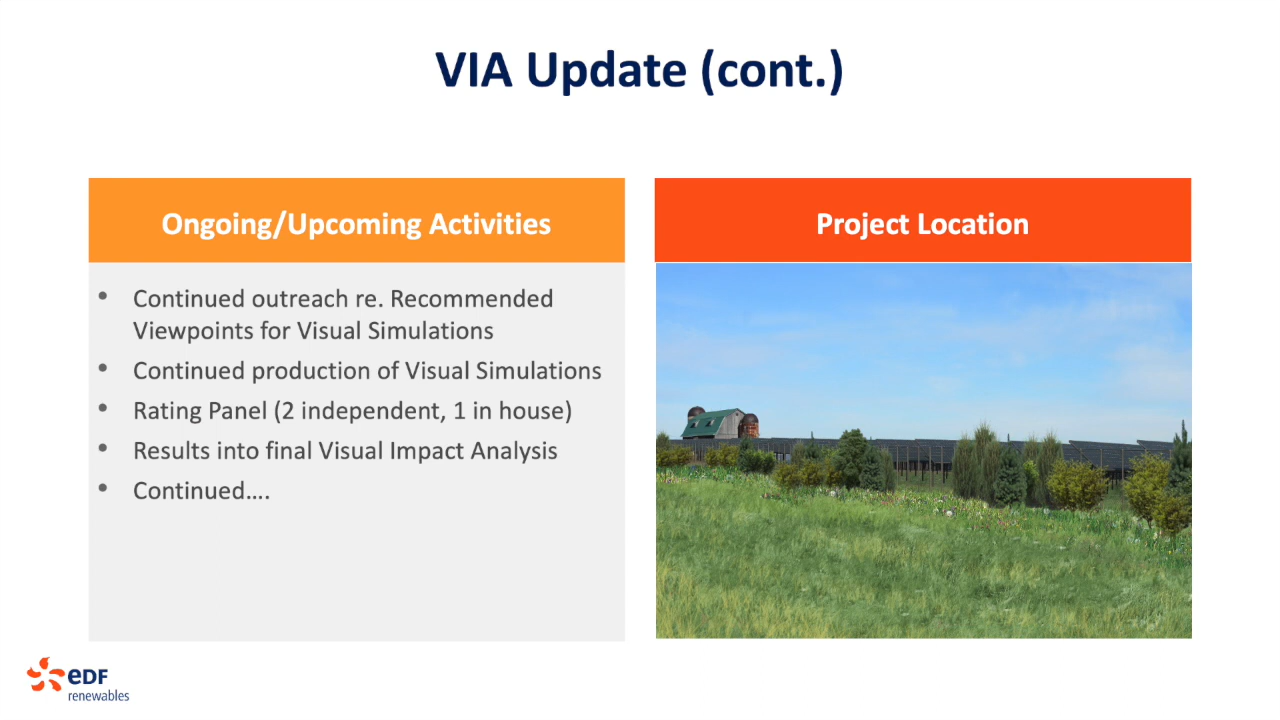 VIA Update (cont.)
Ongoing/Upcoming Activities
• Continued outreach re. Recommended
Viewpoints for Visual Simulations
• Continued production of Visual Simulations
• Rating Panel (2 independent, 1 in house)
• Results into final Visual Impact Analysis
• Continued....
Project Location
eDF
renewables